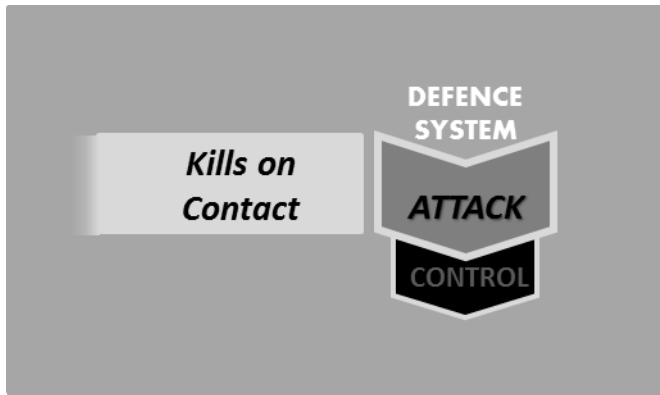 DEFENCE
SYSTEM
Kills on
Contact
ATTACK
CONTROL